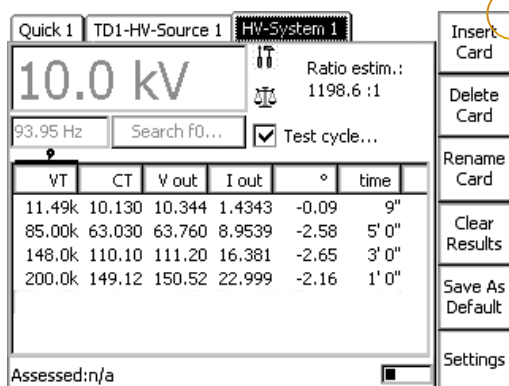 Quick 1 TD1-HV-Source 1 HV-System 1
10.0 kV
Ratio estim.:
1198.6 :1
93.95 Hz Search f0... Test cycle...
VT CT V out I out ° time
11.49k 10.130 10.344 1.4343 -0.09 9"
85.00k 63.030 63.760 8.9539 -2.58 5' 0"
148.0k 110.10 111.20 16.381 -2.65 3' 0"
200.0k 149.12 150.52 22.999 -2.16 1' 0"
Assessed:n/a
Insert
Card
Delete
Card
Rename
Card
Clear
Results
Save As
Default
Settings